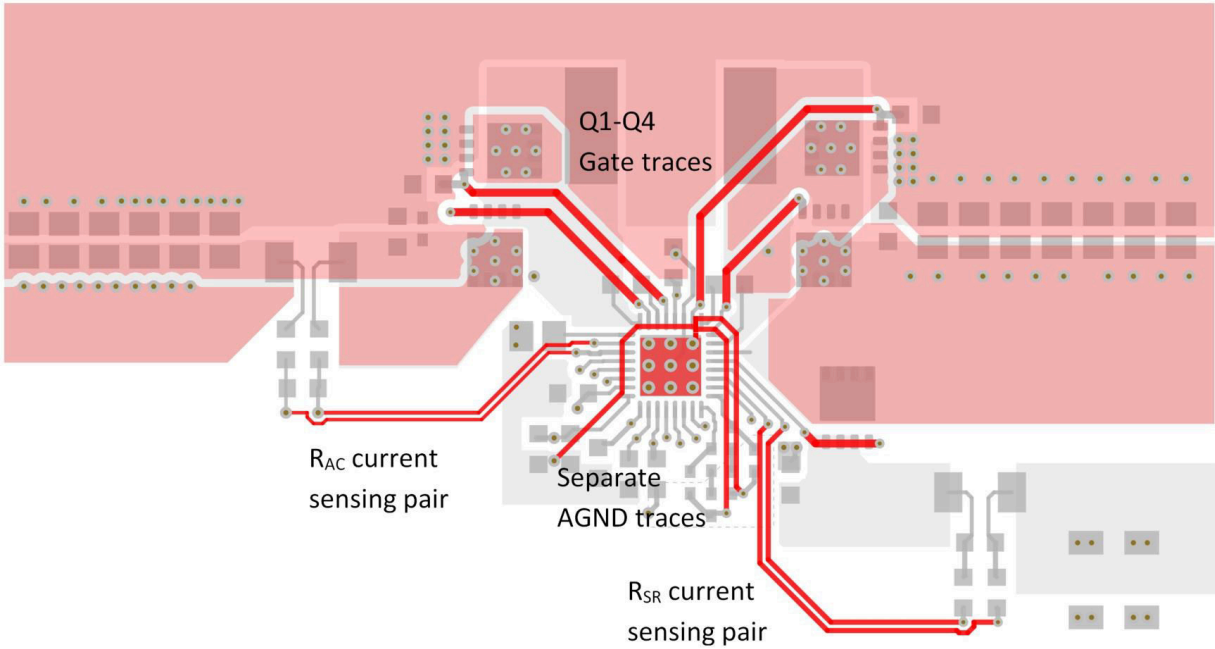 Q1-Q4
Gate traces
RAC current
sensing pair
Separate
AGND traces
RSR current
sensing pair